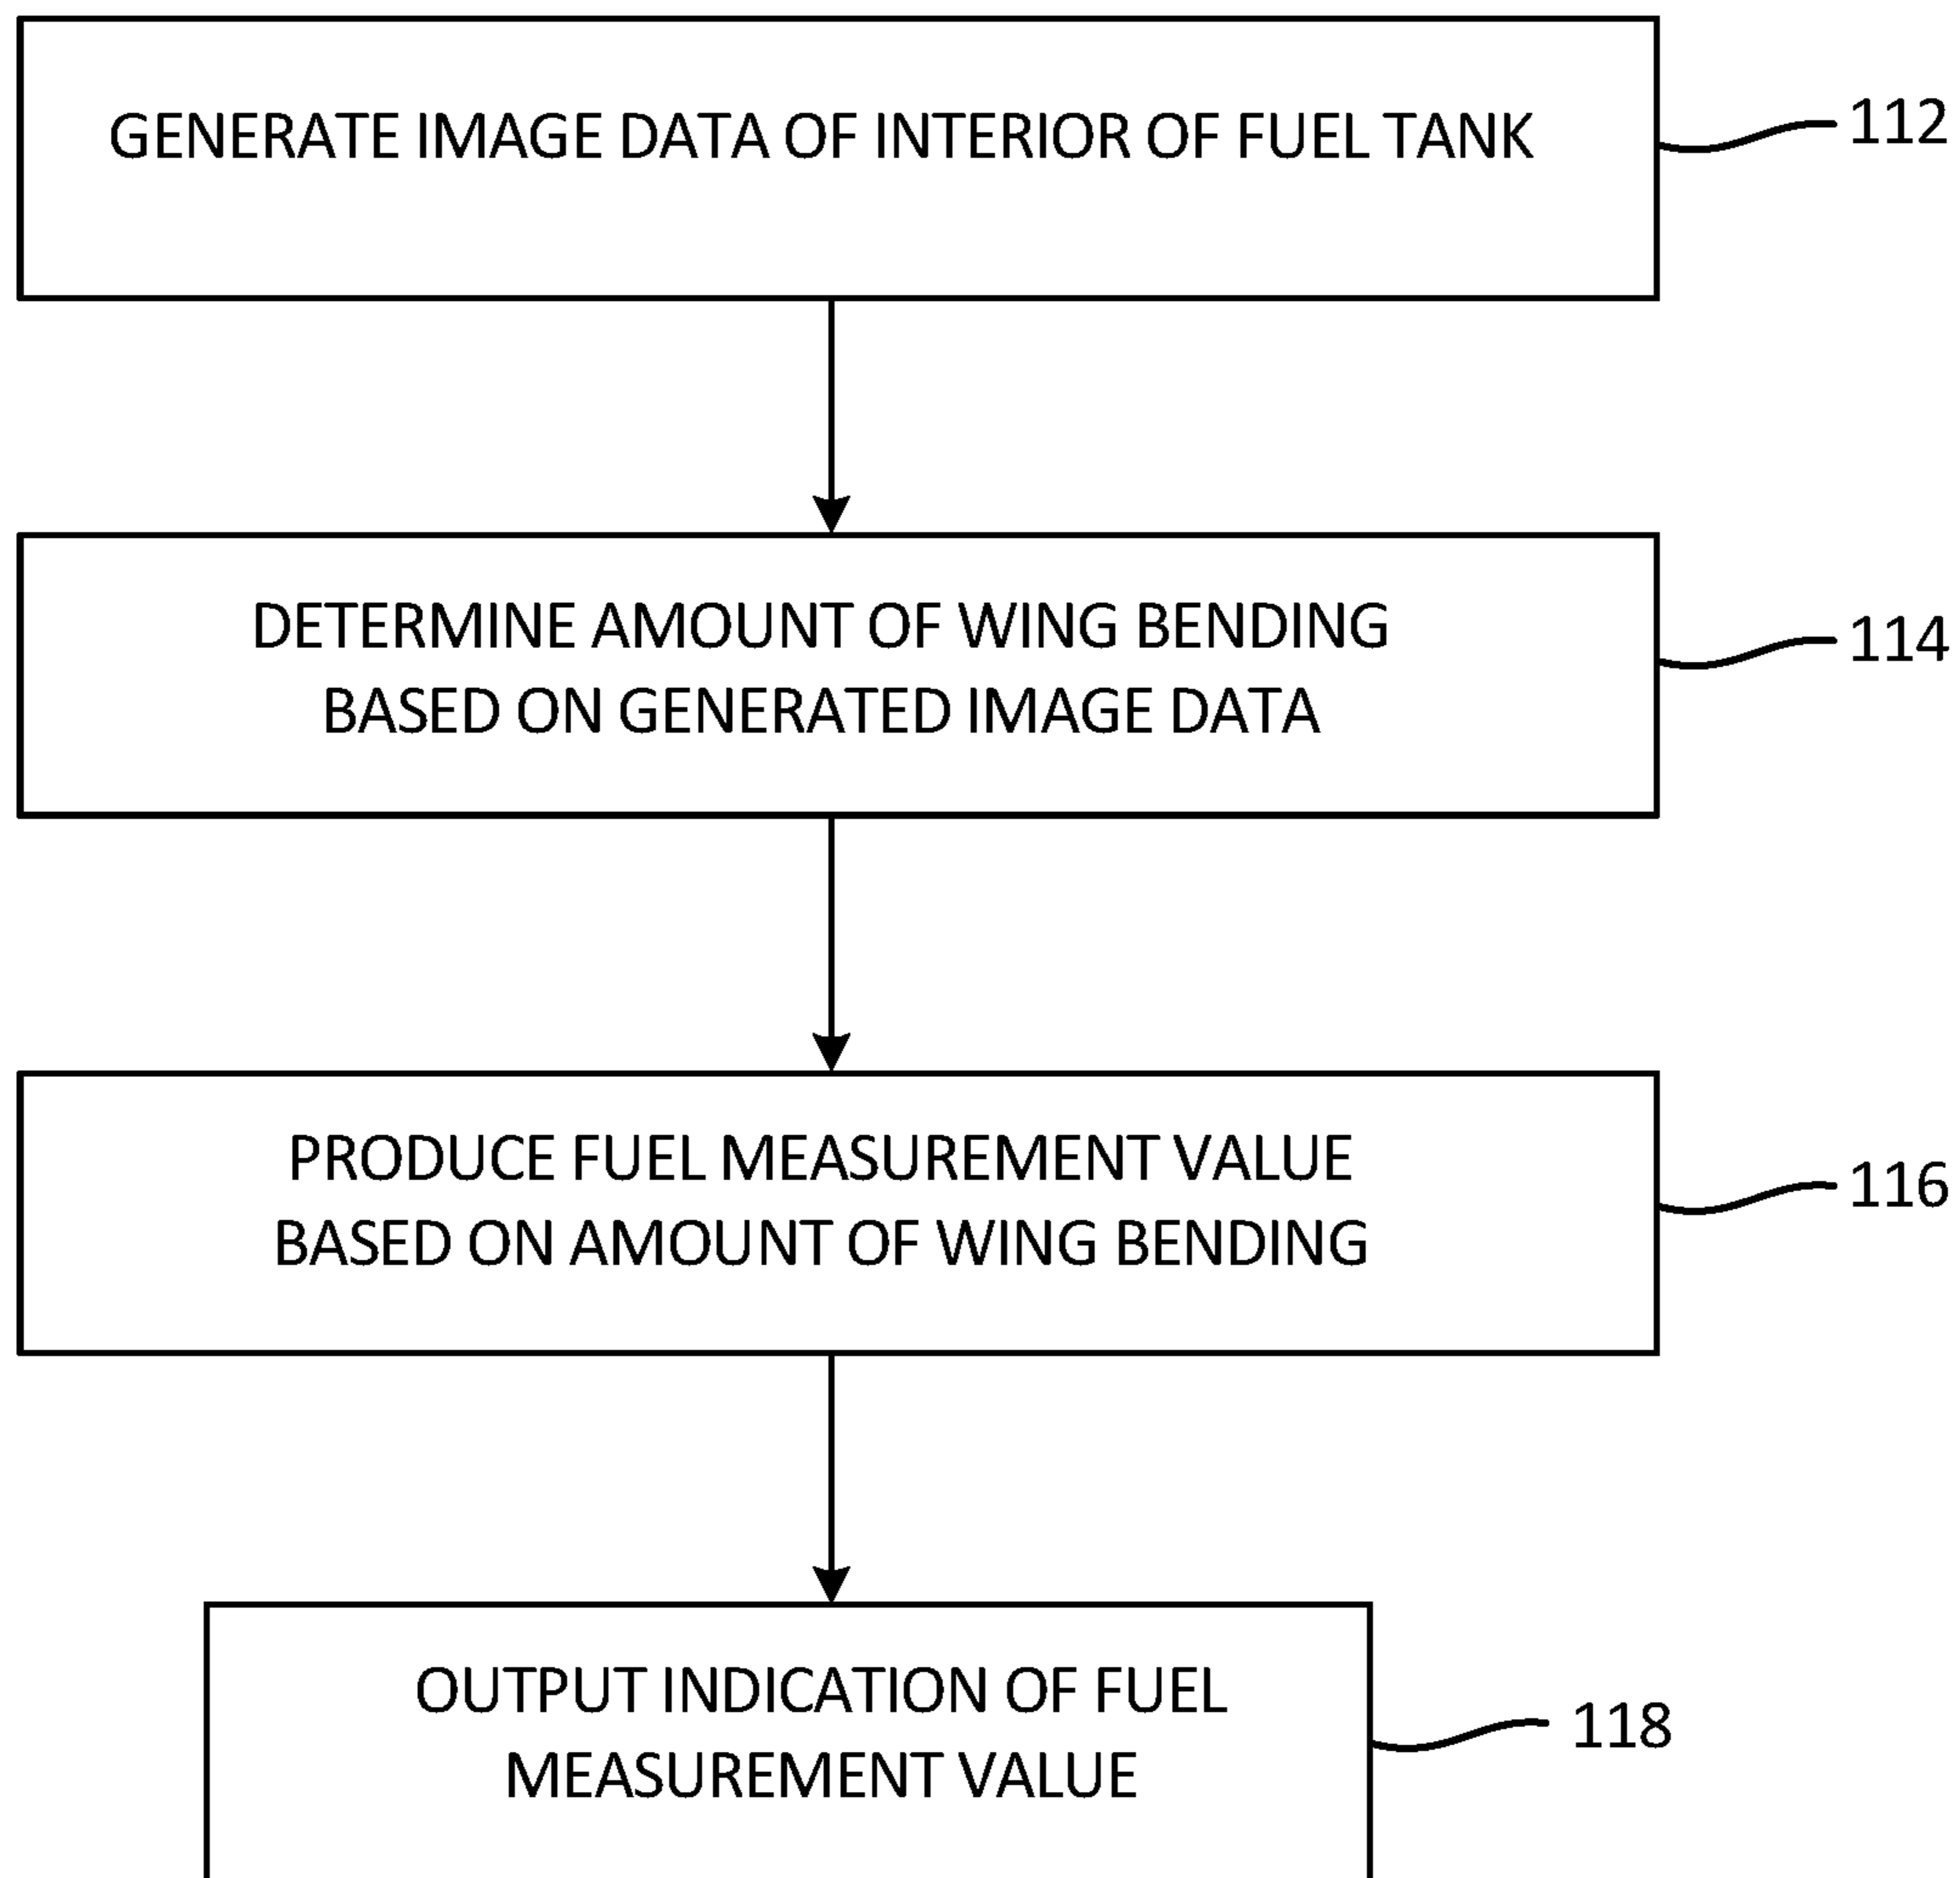 GENERATE IMAGE DATA OF INTERIOR OF FUEL TANK
112
DETERMINE AMOUNT OF WING BENDING
BASED ON GENERATED IMAGE DATA
114
PRODUCE FUEL MEASUREMENT VALUE
BASED ON AMOUNT OF WING BENDING
116
OUTPUT INDICATION OF FUEL
MEASUREMENT VALUE
118